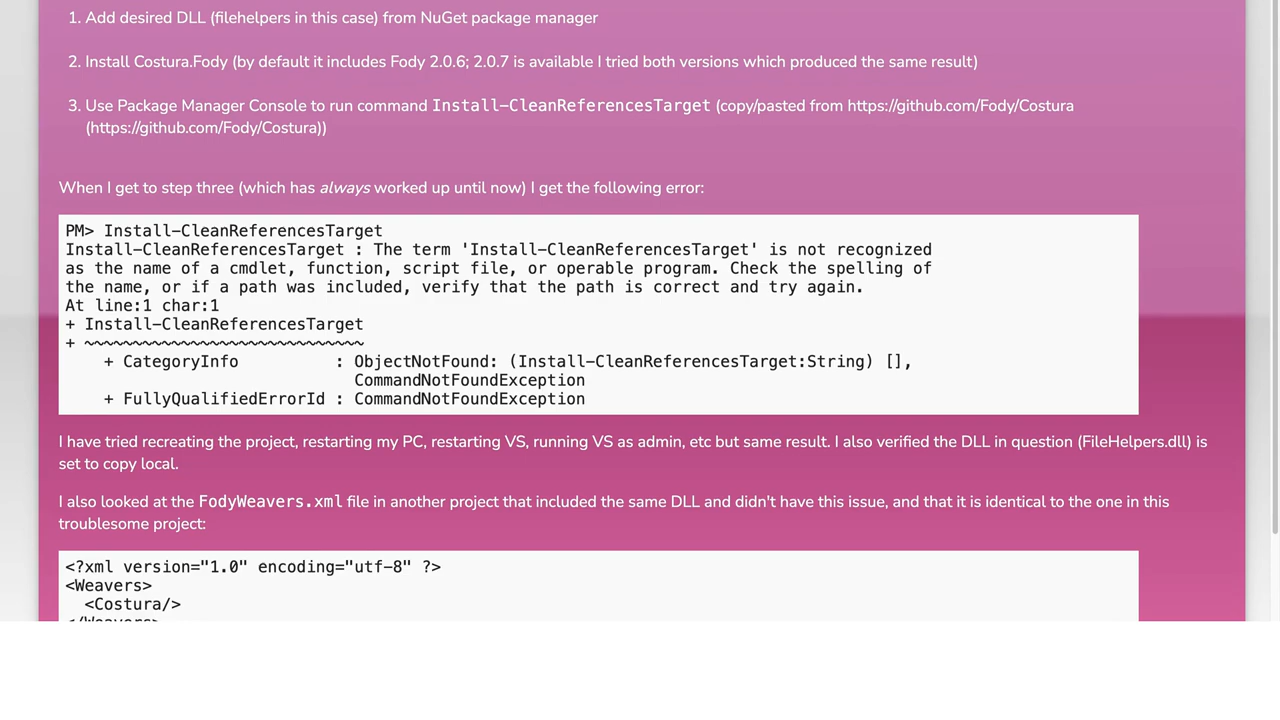 1. Add desired DLL (filehelpers in this case) from NuGet package manager
2. Install Costura.Fody (by default it includes Fody 2.0.6; 2.0.7 is available I tried both versions which produced the same result)
3. Use Package Manager Console to run command Install-CleanReferencesTarget (copy/pasted from https://github.com/Fody/Costura
(https://github.com/Fody/Costura))
When I get to step three (which has always worked up until now) I get the following error:
PM> Install-CleanReferencesTarget
Install-CleanReferencesTarget : The term 'Install-CleanReferencesTarget' is not recognized
as the name of a cmdlet, function, script file, or operable program. Check the spelling of
the name, or if a path was included, verify that the path is correct and try again.
At line:1 char:1
+ Install-CleanReferencesTarget
+ ~~~~~~~~~~~~~~~~~~~~~~~~~~~~~
+ CategoryInfo : ObjectNotFound: (Install-CleanReferencesTarget:String) [],
CommandNotFoundException
+ FullyQualifiedErrorId : CommandNotFoundException
I have tried recreating the project, restarting my PC, restarting VS, running VS as admin, etc but same result. I also verified the DLL in question (FileHelpers.dll) is
set to copy local.
I also looked at the FodyWeavers.xml file in another project that included the same DLL and didn't have this issue, and that it is identical to the one in this
troublesome project:
<?xml version="1.0" encoding="utf-8" ?>
<Weavers>
<Costura/>
</Weavers>